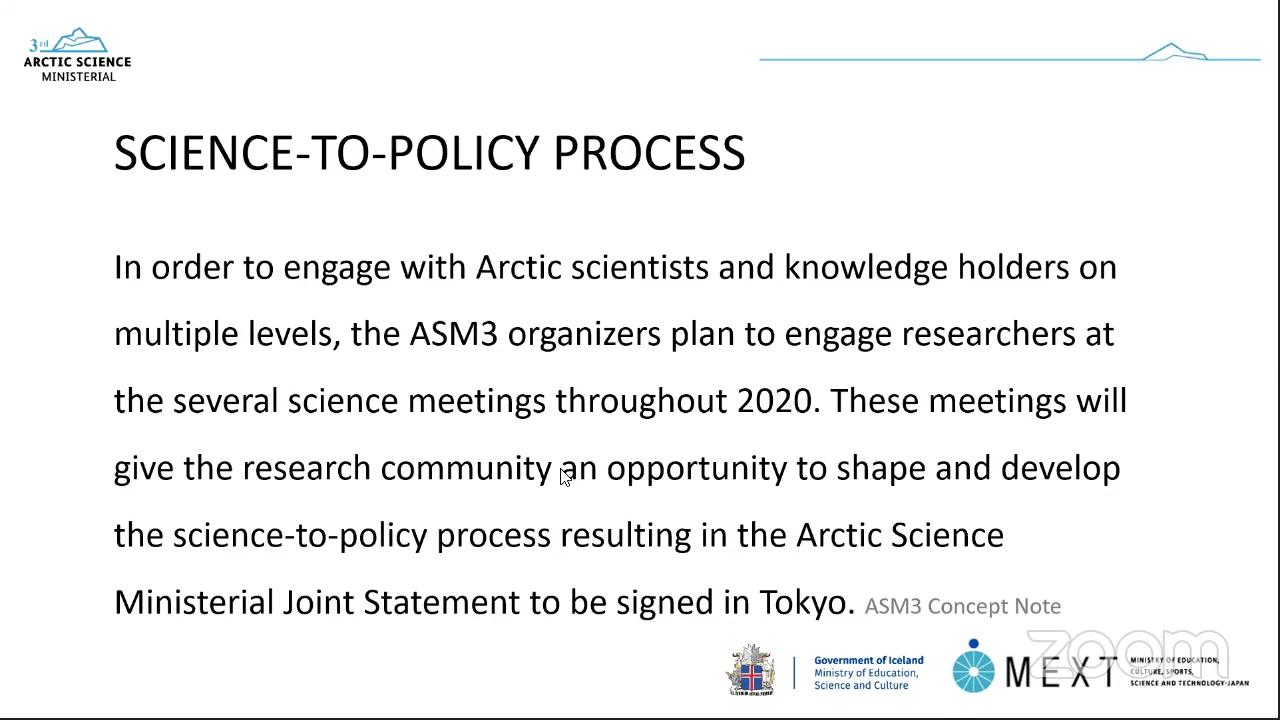 3rd
ARCTIC SCIENCE
MINISTERIAL
SCIENCE-TO-POLICY PROCESS
In order to engage with Arctic scientists and knowledge holders on
multiple levels, the ASM3 organizers plan to engage researchers at
the several science meetings throughout 2020. These meetings will
give the research community an opportunity to shape and develop
the science-to-policy process resulting in the Arctic Science
Ministerial Joint Statement to be signed in Tokyo. ASM3 Concept Note
zoom
Government of Iceland
Ministry of Education,
Science and Culture
MEXT
MINISTRY OF EDUCATION,
CULTURE, SPORTS,
SCIENCE AND TECHNOLOGY-JAPAN